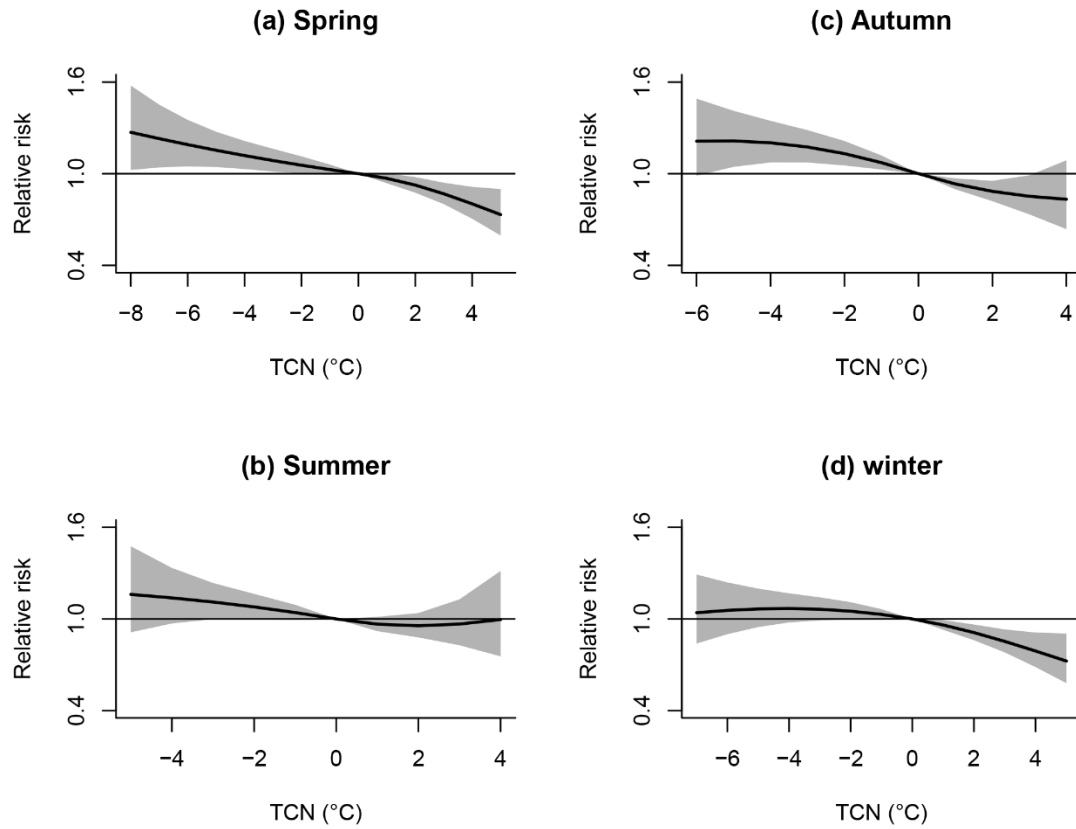 (a) Spring
Relative risk
1.6
1.0
0.4
−8 −6 −4 −2 0 2 4
TCN (°C)
(c) Autumn
Relative risk
1.6
1.0
0.4
−6 −4 −2 0 2 4
TCN (°C)
(b) Summer
Relative risk
1.6
1.0
0.4
−4 −2 0 2 4
TCN (°C)
(d) winter
Relative risk
1.6
1.0
0.4
−6 −4 −2 0 2 4
TCN (°C)